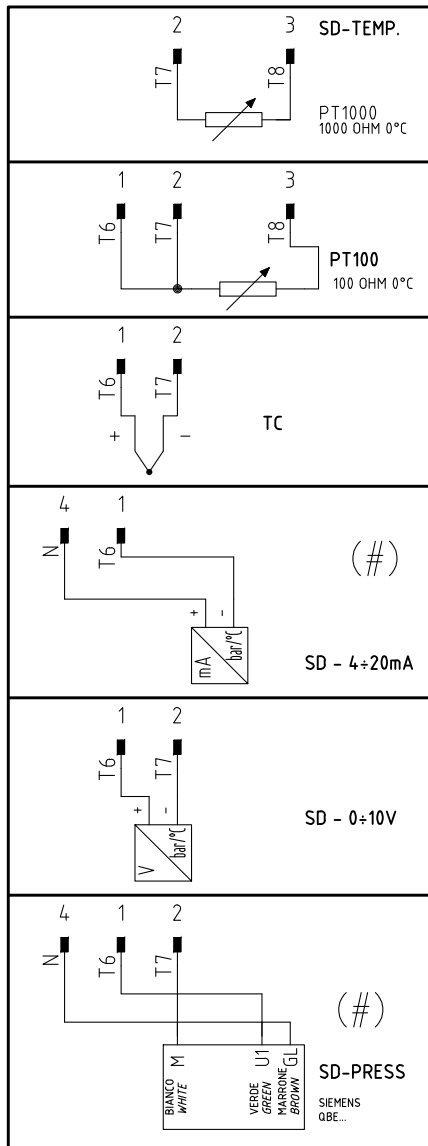 2 3 SD-TEMP.
T7 T8
PT1000
1000 OHM 0°C
1 2 3
T6 T7 T8
PT100
100 OHM 0°C
1 2
T6 T7
+ -
TC
4 1
N T6
(#)
+ -
mA bar/°C
SD - 4÷20mA
1 2
T6 T7
+ -
V bar/°C
SD - 0÷10V
4 1 2
N T6 T7
(#)
M U1 GL
BIANCO VERDE MARRONE
WHITE GREEN BROWN
SD-PRESS
SIEMENS
QBE...